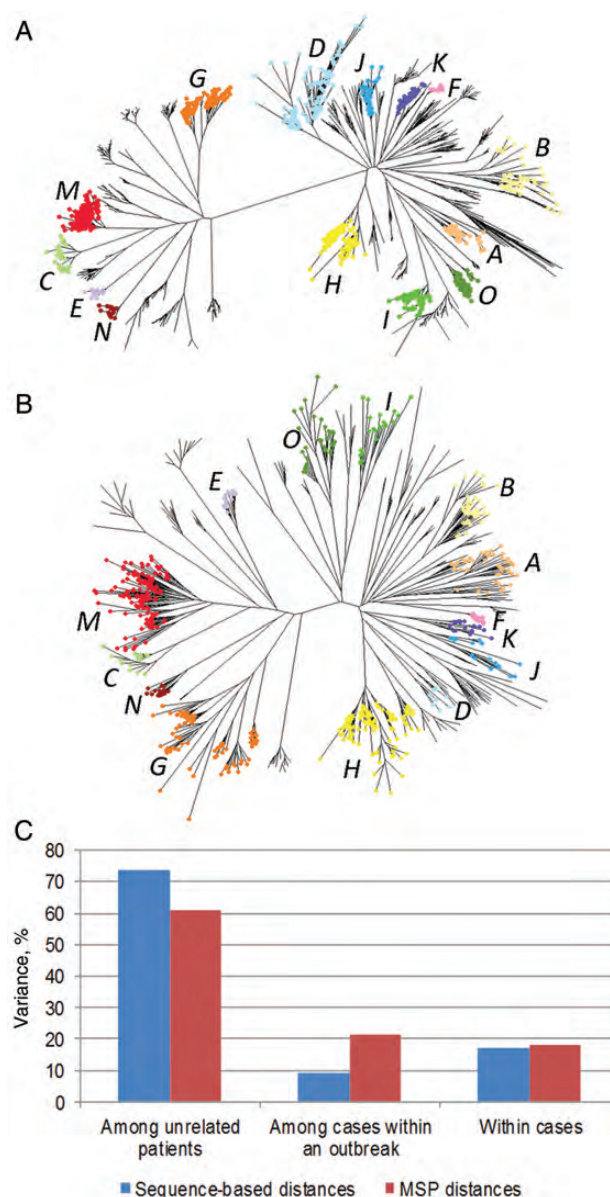 A
D
J
K
F
G
B
M
A
C
H
O
E
I
N
B
O
I
E
B
A
M
F
K
C
J
N
D
G
H
C
80
70
60
50
40
30
20
10
0
Variance, %
Among unrelated patients
Among cases within an outbreak
Within cases
Sequence-based distances
MSP distances